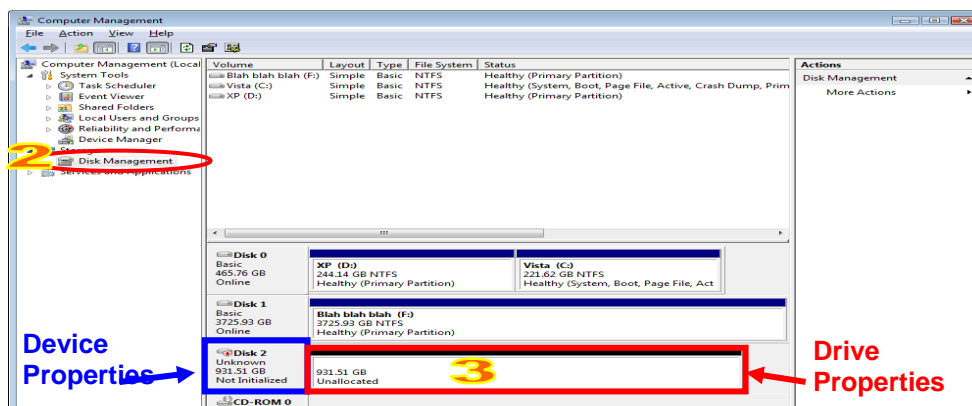 Computer Management
File Action View Help
Computer Management (Local
System Tools
Task Scheduler
Event Viewer
Shared Folders
Local Users and Groups
Reliability and Performa
Device Manager
2
Disk Management
Services and Applications
Volume Layout Type File System Status
Blah blah blah (F:) Simple Basic NTFS Healthy (Primary Partition)
Vista (C:) Simple Basic NTFS Healthy (System, Boot, Page File, Active, Crash Dump, Prim
XP (D:) Simple Basic NTFS Healthy (Primary Partition)
Actions
Disk Management
More Actions
Disk 0
Basic
465.76 GB
Online
XP (D:)
244.14 GB NTFS
Healthy (Primary Partition)
Vista (C:)
221.62 GB NTFS
Healthy (System, Boot, Page File, Act
Disk 1
Basic
3725.93 GB
Online
Blah blah blah (F:)
3725.93 GB NTFS
Healthy (Primary Partition)
Device
Properties
Disk 2
Unknown
931.51 GB
Not Initialized
931.51 GB
Unallocated
3
Drive
Properties
CD-ROM 0